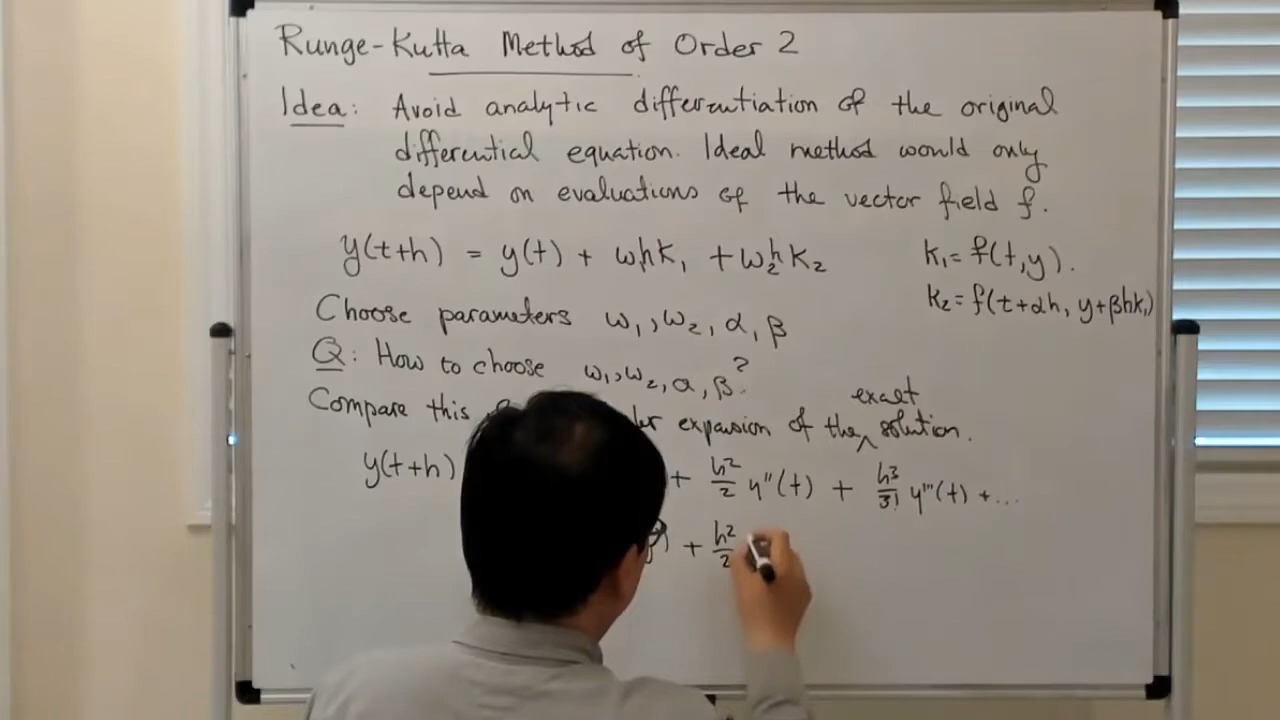 Runge-Kutta Method of Order 2
Idea: Avoid analytic differentiation of the original
differential equation. Ideal method would only
depend on evaluations of the vector field f.
y(t+h) = y(t) + ω₁hk₁ + ω₂hk₂
k₁ = f(t,y).
k₂ = f(t+αh, y+βhk₁)
Choose parameters ω₁, ω₂, α, β
Q: How to choose ω₁, ω₂, α, β?
Compare this expansion of the exact solution.
y(t+h) + h²/2 y''(t) + h³/3! y'''(t) + ...
+ h²/2